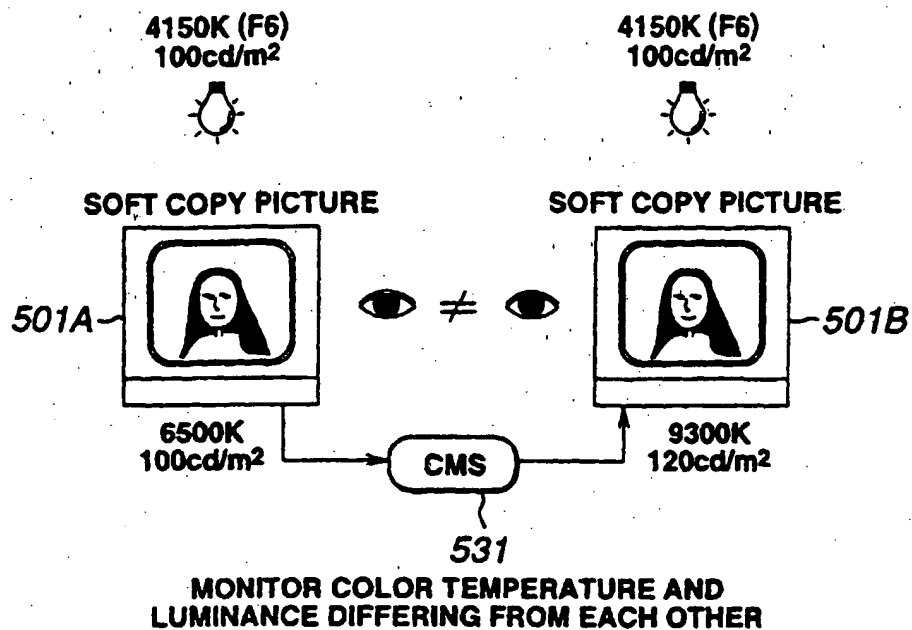 4150K (F6)
100cd/m²
4150K (F6)
100cd/m²
SOFT COPY PICTURE
SOFT COPY PICTURE
501A
≠
501B
6500K
100cd/m²
9300K
120cd/m²
CMS
531
MONITOR COLOR TEMPERATURE AND
LUMINANCE DIFFERING FROM EACH OTHER